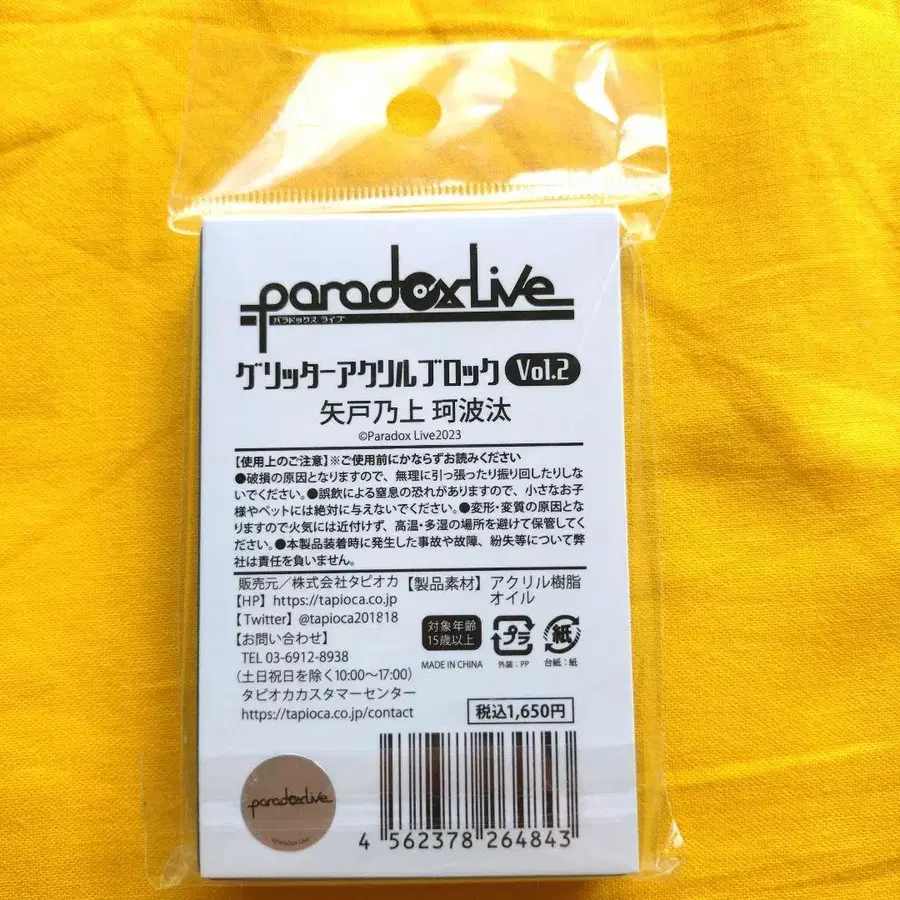 paradoxLive
パラドックス ライブ
グリッターアクリルブロック Vol.2
矢戸乃上 珂波汰
©Paradox Live2023
【使用上のご注意】※ご使用前にかならずお読みください
●破損の原因となりますので、無理に引っ張ったり振り回したりしな
いでください。●誤飲による窒息の恐れがありますので、小さなお子
様やペットには絶対に与えないでください。●変形・変質の原因とな
りますので火気には近付けず、高温・多湿の場所を避けて保管してく
ださい。●本製品装着時に発生した事故や故障、紛失等について弊
社は責任を負いません。
販売元／株式会社タピオカ
【HP】https://tapioca.co.jp
【Twitter】@tapioca201818
【お問い合わせ】
TEL 03-6912-8938
(土日祝日を除く10:00〜17:00)
タピオカカスタマーセンター
https://tapioca.co.jp/contact
【製品素材】アクリル樹脂
オイル
対象年齢
15歳以上
MADE IN CHINA
プラ
外装：PP
紙
台紙：紙
税込1,650円
paradoxLive
©Paradox Live
4 562378 264843